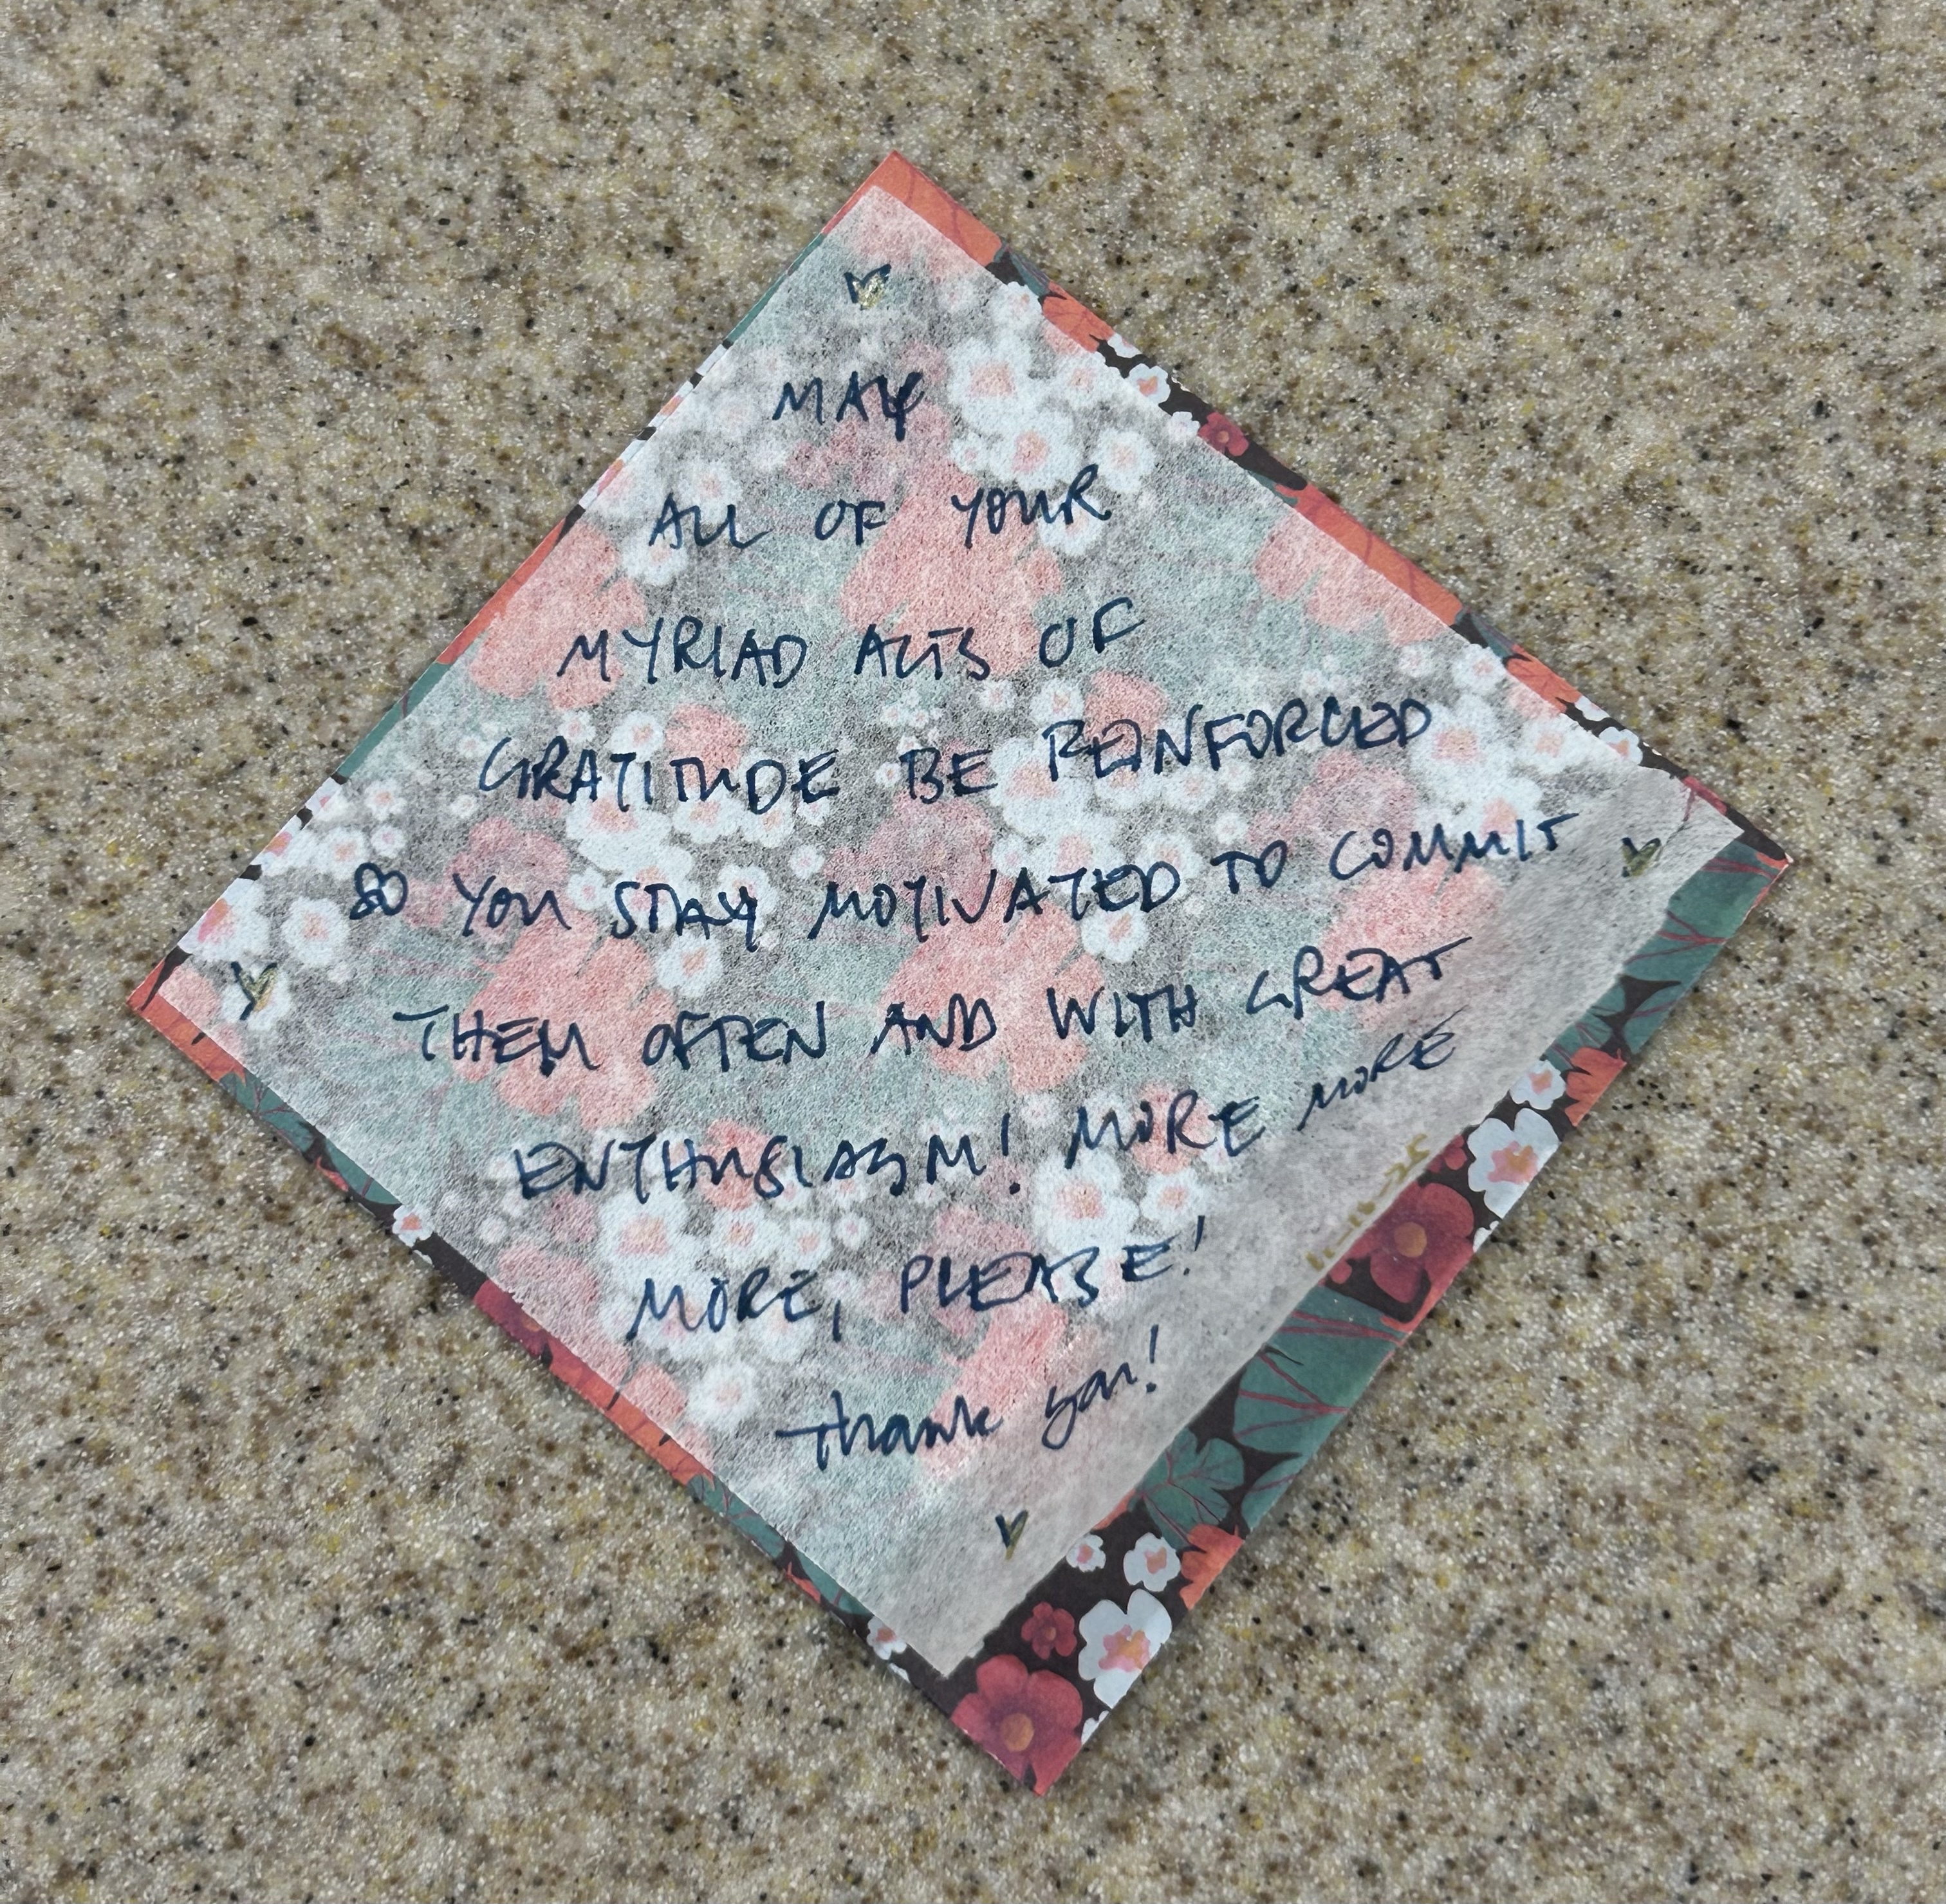 MAY
ALL OF YOUR
MYRIAD ACTS OF
GRATITUDE BE REINFORCED
SO YOU STAY MOTIVATED TO COMMIT
THEM OFTEN AND WITH GREAT
ENTHUSIASM! MORE MORE
MORE, PLEASE!
Thank you!